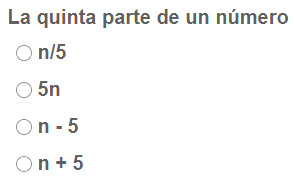 La quinta parte de un número
n/5
5n
n - 5
n + 5